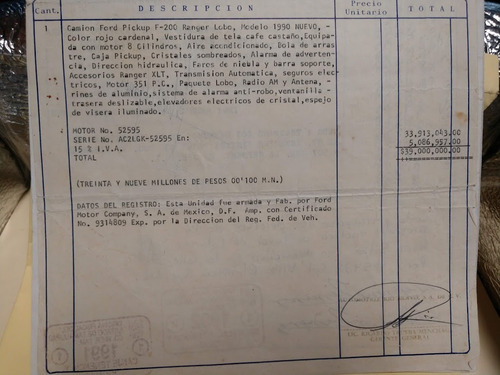 Cant. DESCRIPCION Precio Unitario TOTAL
1 Camion Ford Pickup F-200 Ranger Lobo, Modelo 1990 NUEVO, -
Color rojo cardenal, Vestidura de tela cafe castaño,Equipa-
da con motor 8 Cilindros, Aire acondicionado, Bola de arras
tre, Caja Pickup, Cristales sombreados, Alarma de adverten-
cia, Direccion hidraulica, Fares de niebla y barra soporte,
Accesorios Ranger XLT, Transmision Automatica, seguros elec
tricos, Motor 351 P.C., Paquete Lobo, Radio AM y Antena, -
rines de aluminio,sistema de alarma anti-robo,ventanilla -
trasera deslizable,elevadores electricos de cristal,espejo
de visera iluminado.
MOTOR No. 52595 33,913,043.00
SERIE No. AC2LGK-52595 En: 5,086,957.00
15 % I.V.A. $39,000,000.00
TOTAL
(TREINTA Y NUEVE MILLONES DE PESOS 00'100 M.N.)
DATOS DEL REGISTRO: Esta Unidad fue armada y Fab. por Ford
Motor Company, S. A. de Mexico, D.F. Amp. con Certificado
No. 9314809 Exp. por la Direccion del Reg. Fed. de Veh.
GERENTE GENERAL
1991